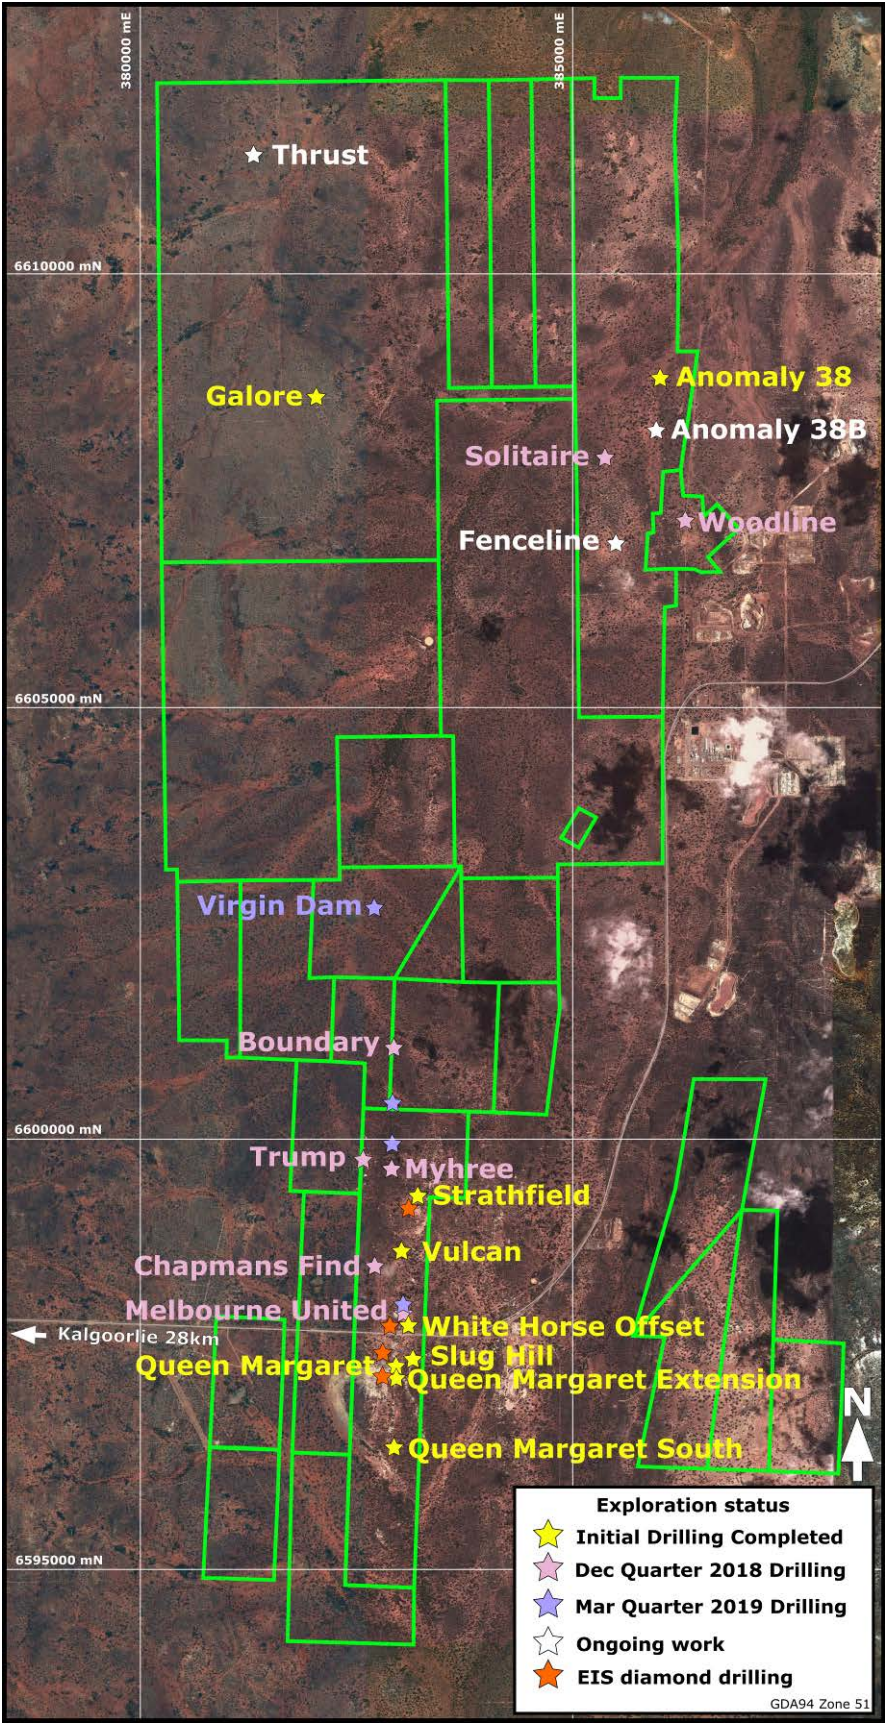 380000 mE
385000 mE
Thrust
6610000 mN
Anomaly 38
Galore
Anomaly 38B
Solitaire
Woodline
Fenceline
6605000 mN
Virgin Dam
Boundary
6600000 mN
Trump
Myhree
Strathfield
Vulcan
Chapmans Find
Melbourne United
White Horse Offset
Kalgoorlie 28km
Slug Hill
Queen Margaret
Queen Margaret Extension
N
Queen Margaret South
Exploration status
Initial Drilling Completed
Dec Quarter 2018 Drilling
6595000 mN
Mar Quarter 2019 Drilling
Ongoing work
EIS diamond drilling
GDA94 Zone 51